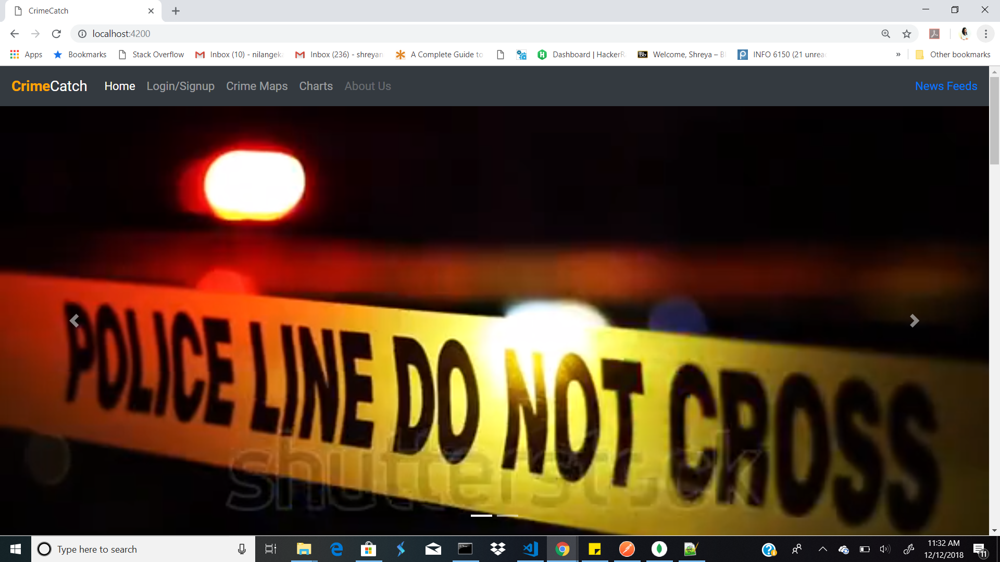 CrimeCatch
localhost:4200
Apps Bookmarks Stack Overflow Inbox (10) - nilangeka Inbox (236) - shreyan A Complete Guide to Dashboard | HackerR Welcome, Shreya – B INFO 6150 (21 unrea » Other bookmarks
CrimeCatch Home Login/Signup Crime Maps Charts About Us News Feeds
POLICE LINE DO NOT CROSS
shutterstock
Type here to search
11:32 AM
12/12/2018
11